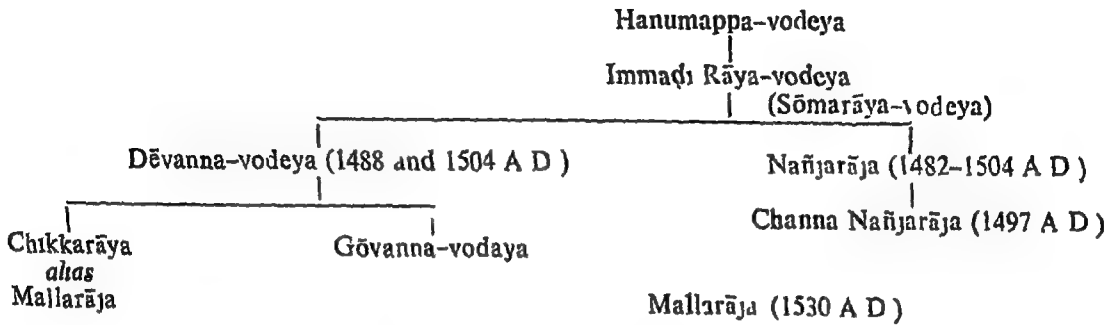 Hanumappa-vodeya
Immaḍi Rāya-vodeya
(Sōmarāya-vodeya)
Dēvanna-vodeya (1488 and 1504 A D )
Nañjarāja (1482-1504 A D )
Channa Nañjarāja (1497 A D )
Chikkarāya
alias
Mallarāja
Gōvanna-vodaya
Mallarāja (1530 A D )